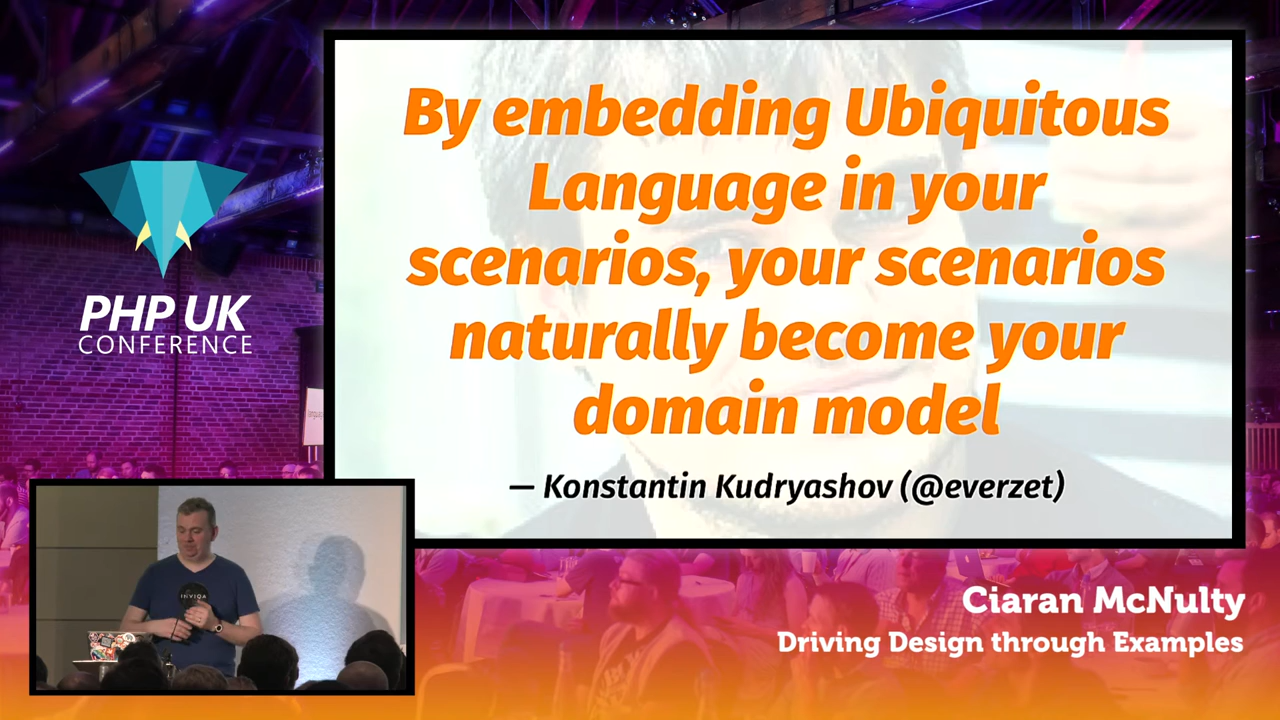 By embedding Ubiquitous
Language in your
scenarios, your scenarios
naturally become your
domain model
— Konstantin Kudryashov (@everzet)
PHP UK
CONFERENCE
INVIQA
Ciaran McNulty
Driving Design through Examples